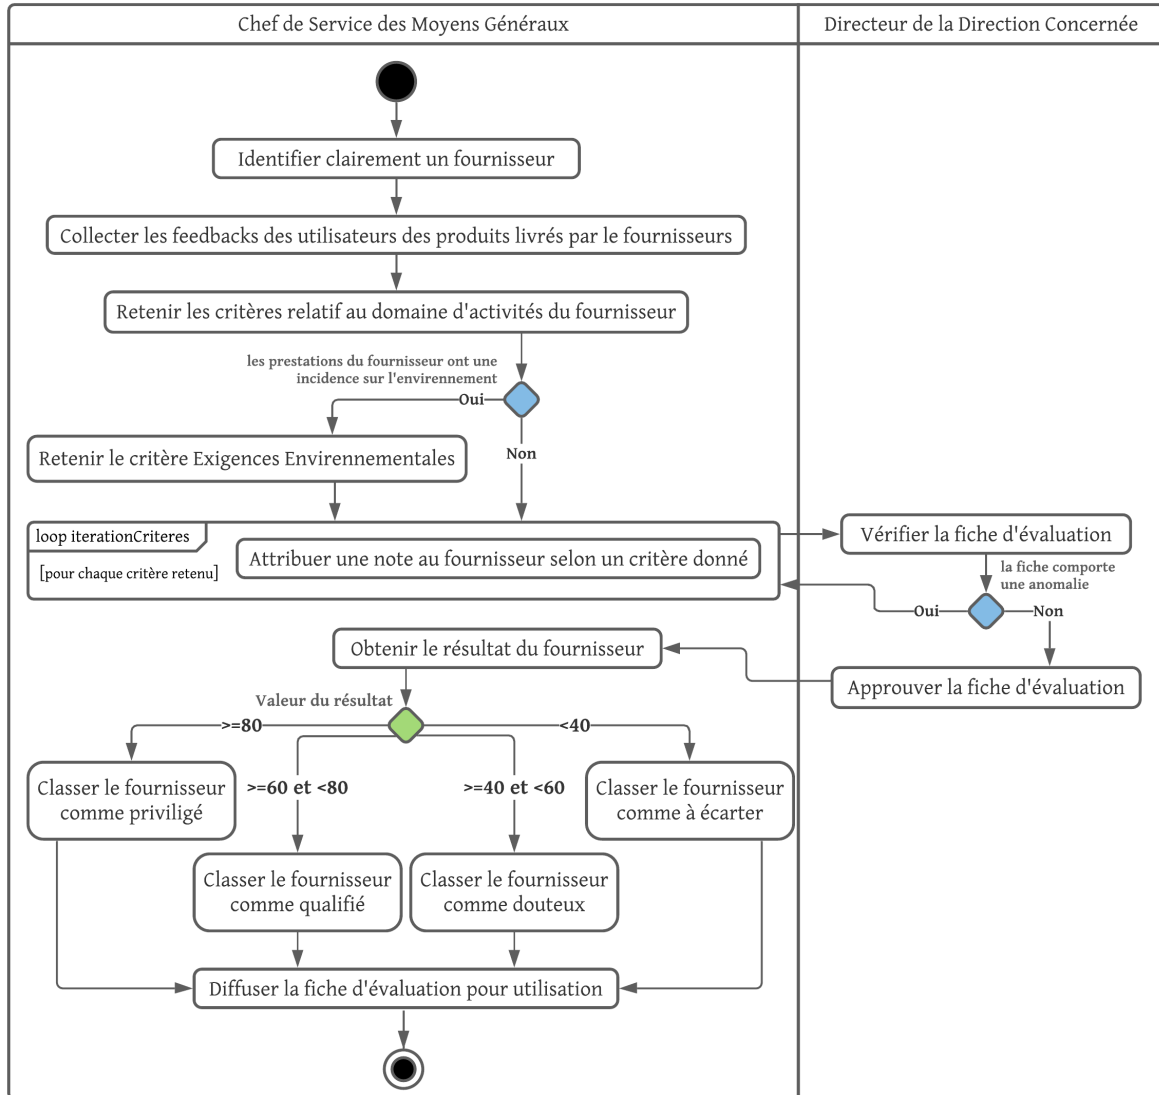 Chef de Service des Moyens Généraux
Directeur de la Direction Concernée
Identifier clairement un fournisseur
Collecter les feedbacks des utilisateurs des produits livrés par le fournisseurs
Retenir les critères relatif au domaine d'activités du fournisseur
les prestations du fournisseur ont une
incidence sur l'envirennement
Oui
Non
Retenir le critère Exigences Envirennementales
loop iterationCriteres
[pour chaque critère retenu]
Attribuer une note au fournisseur selon un critère donné
Vérifier la fiche d'évaluation
la fiche comporte
une anomalie
Oui
Non
Approuver la fiche d'évaluation
Obtenir le résultat du fournisseur
Valeur du résultat
>=80
<40
>=60 et <80
>=40 et <60
Classer le fournisseur
comme priviligé
Classer le fournisseur
comme à écarter
Classer le fournisseur
comme qualifié
Classer le fournisseur
comme douteux
Diffuser la fiche d'évaluation pour utilisation